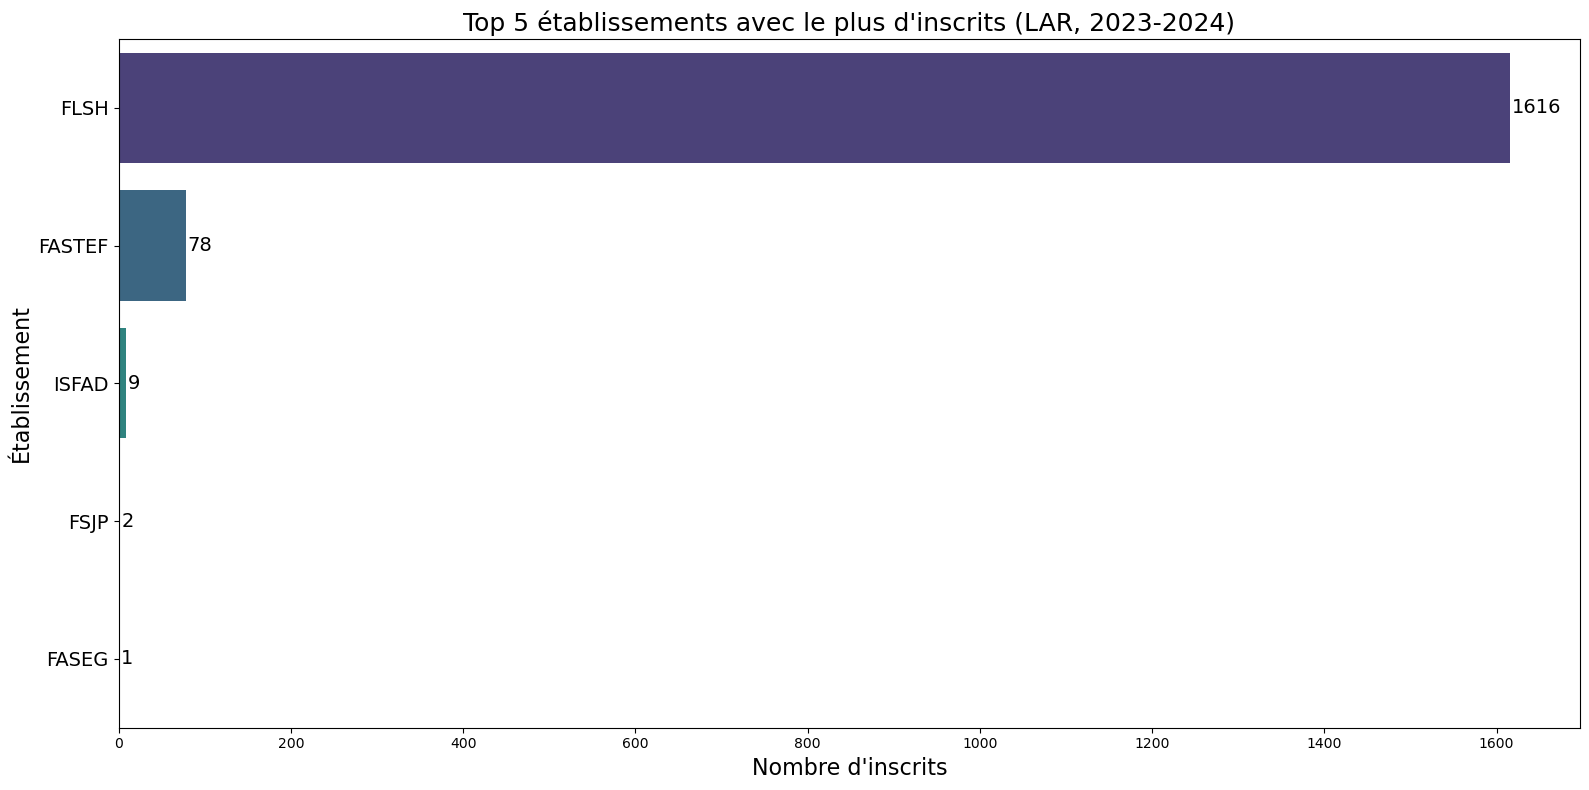 Top 5 établissements avec le plus d'inscrits (LAR, 2023-2024)
FLSH
1616
FASTEF
78
ISFAD
9
FSJP
2
FASEG
1
Établissement
0 200 400 600 800 1000 1200 1400 1600
Nombre d'inscrits